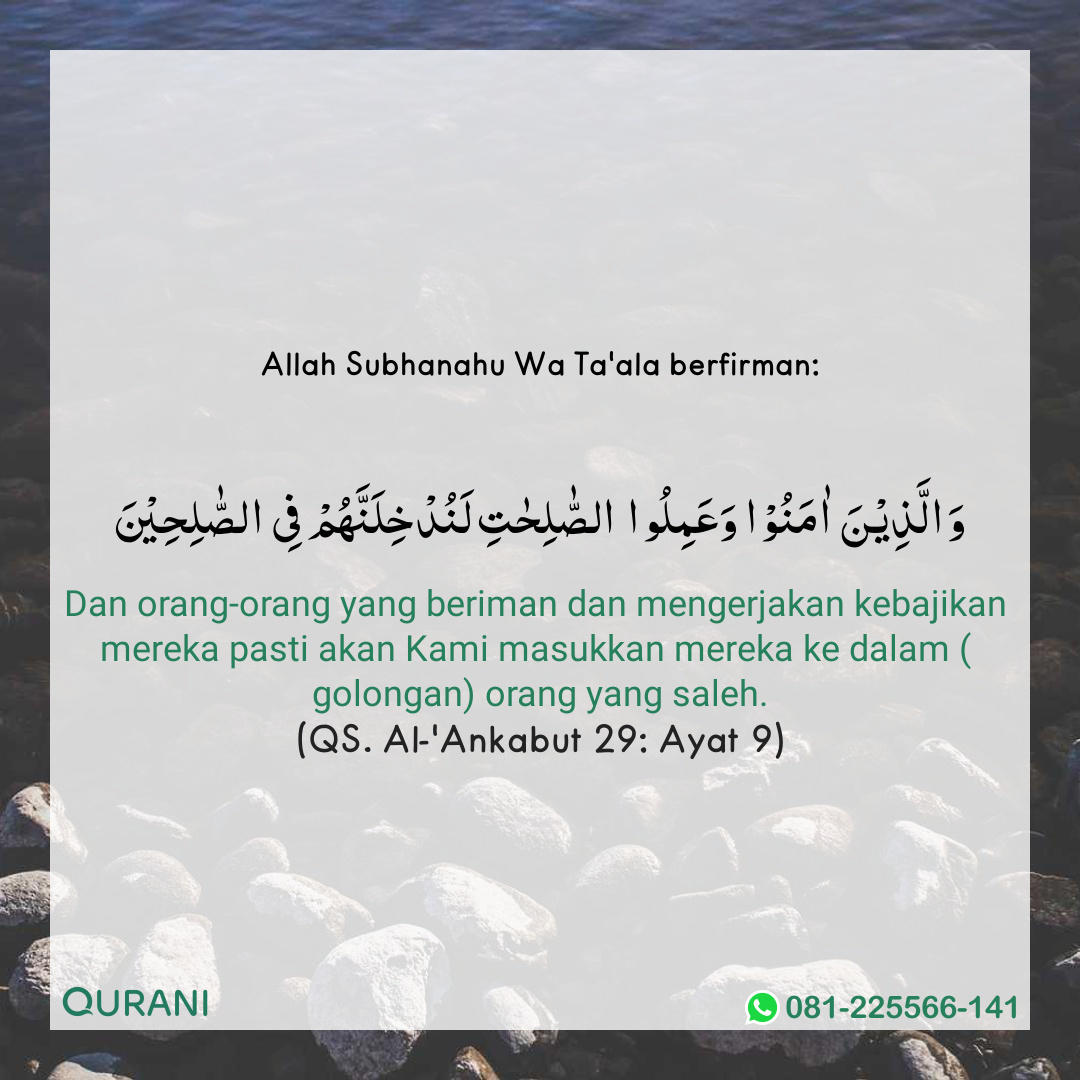 Allah Subhanahu Wa Ta'ala berfirman:
وَالَّذِيْنَ اٰمَنُوْا وَعَمِلُوا الصّٰلِحٰتِ لَنُدْخِلَنَّهُمْ فِى الصّٰلِحِيْنَ
Dan orang-orang yang beriman dan mengerjakan kebajikan
mereka pasti akan Kami masukkan mereka ke dalam (
golongan) orang yang saleh.
(QS. Al-'Ankabut 29: Ayat 9)
QURANI
081-225566-141